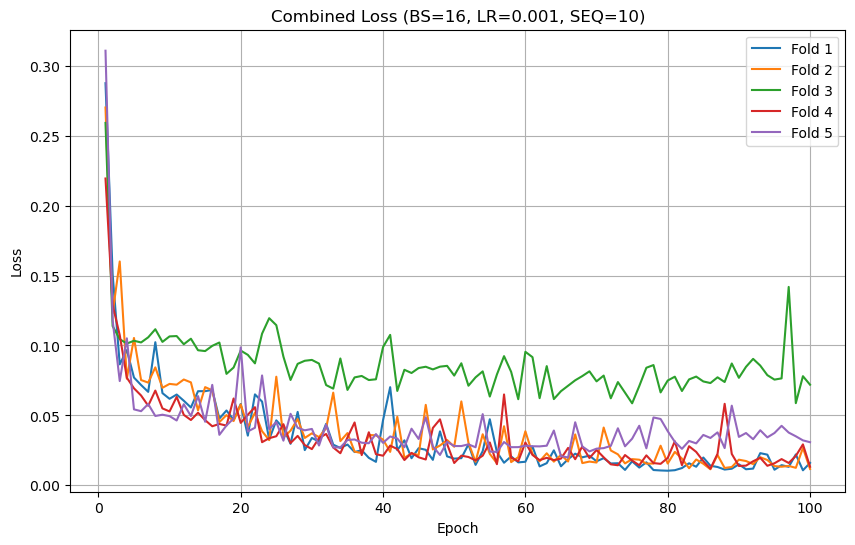 Combined Loss (BS=16, LR=0.001, SEQ=10)
Loss
0.30
0.25
0.20
0.15
0.10
0.05
0.00
Fold 1
Fold 2
Fold 3
Fold 4
Fold 5
0
20
40
60
80
100
Epoch